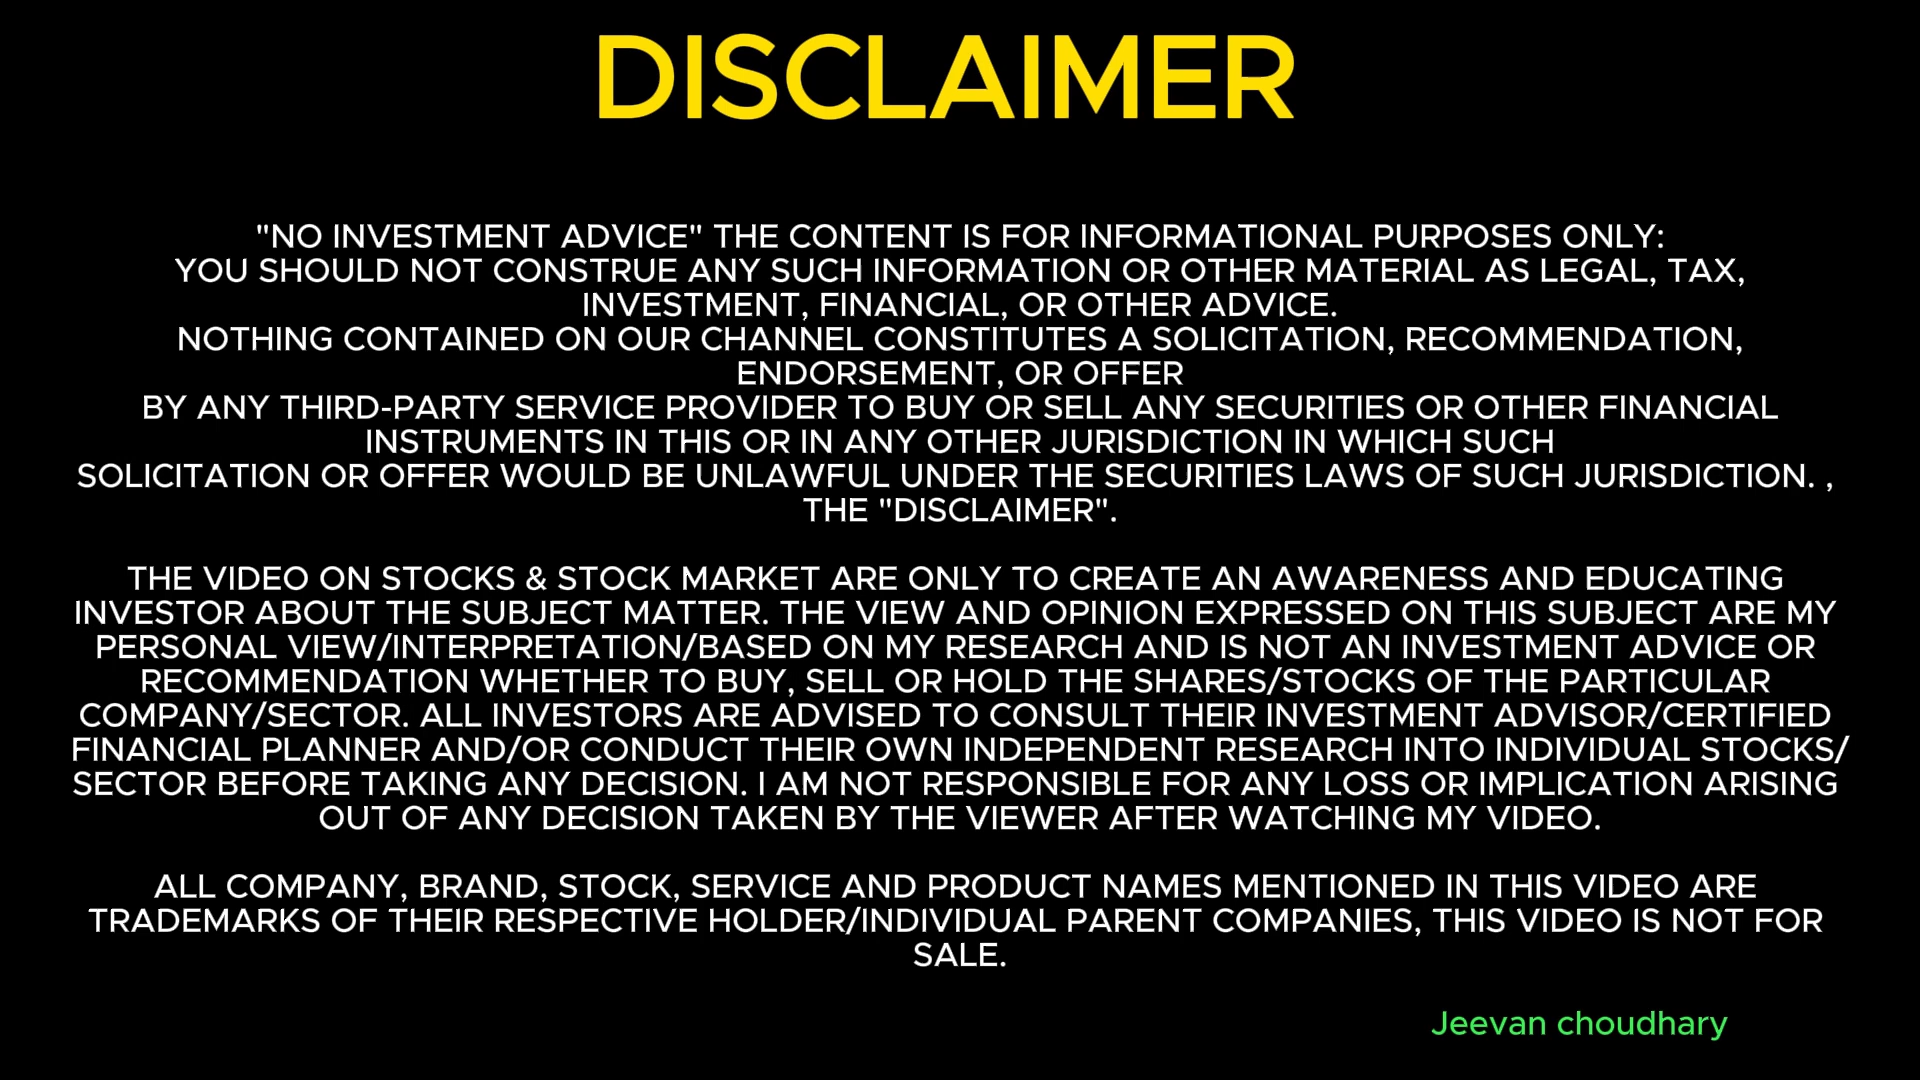 DISCLAIMER
"NO INVESTMENT ADVICE" THE CONTENT IS FOR INFORMATIONAL PURPOSES ONLY:
YOU SHOULD NOT CONSTRUE ANY SUCH INFORMATION OR OTHER MATERIAL AS LEGAL, TAX,
INVESTMENT, FINANCIAL, OR OTHER ADVICE.
NOTHING CONTAINED ON OUR CHANNEL CONSTITUTES A SOLICITATION, RECOMMENDATION,
ENDORSEMENT, OR OFFER
BY ANY THIRD-PARTY SERVICE PROVIDER TO BUY OR SELL ANY SECURITIES OR OTHER FINANCIAL
INSTRUMENTS IN THIS OR IN ANY OTHER JURISDICTION IN WHICH SUCH
SOLICITATION OR OFFER WOULD BE UNLAWFUL UNDER THE SECURITIES LAWS OF SUCH JURISDICTION. ,
THE "DISCLAIMER".
THE VIDEO ON STOCKS & STOCK MARKET ARE ONLY TO CREATE AN AWARENESS AND EDUCATING
INVESTOR ABOUT THE SUBJECT MATTER. THE VIEW AND OPINION EXPRESSED ON THIS SUBJECT ARE MY
PERSONAL VIEW/INTERPRETATION/BASED ON MY RESEARCH AND IS NOT AN INVESTMENT ADVICE OR
RECOMMENDATION WHETHER TO BUY, SELL OR HOLD THE SHARES/STOCKS OF THE PARTICULAR
COMPANY/SECTOR. ALL INVESTORS ARE ADVISED TO CONSULT THEIR INVESTMENT ADVISOR/CERTIFIED
FINANCIAL PLANNER AND/OR CONDUCT THEIR OWN INDEPENDENT RESEARCH INTO INDIVIDUAL STOCKS/
SECTOR BEFORE TAKING ANY DECISION. I AM NOT RESPONSIBLE FOR ANY LOSS OR IMPLICATION ARISING
OUT OF ANY DECISION TAKEN BY THE VIEWER AFTER WATCHING MY VIDEO.
ALL COMPANY, BRAND, STOCK, SERVICE AND PRODUCT NAMES MENTIONED IN THIS VIDEO ARE
TRADEMARKS OF THEIR RESPECTIVE HOLDER/INDIVIDUAL PARENT COMPANIES, THIS VIDEO IS NOT FOR
SALE.
Jeevan choudhary